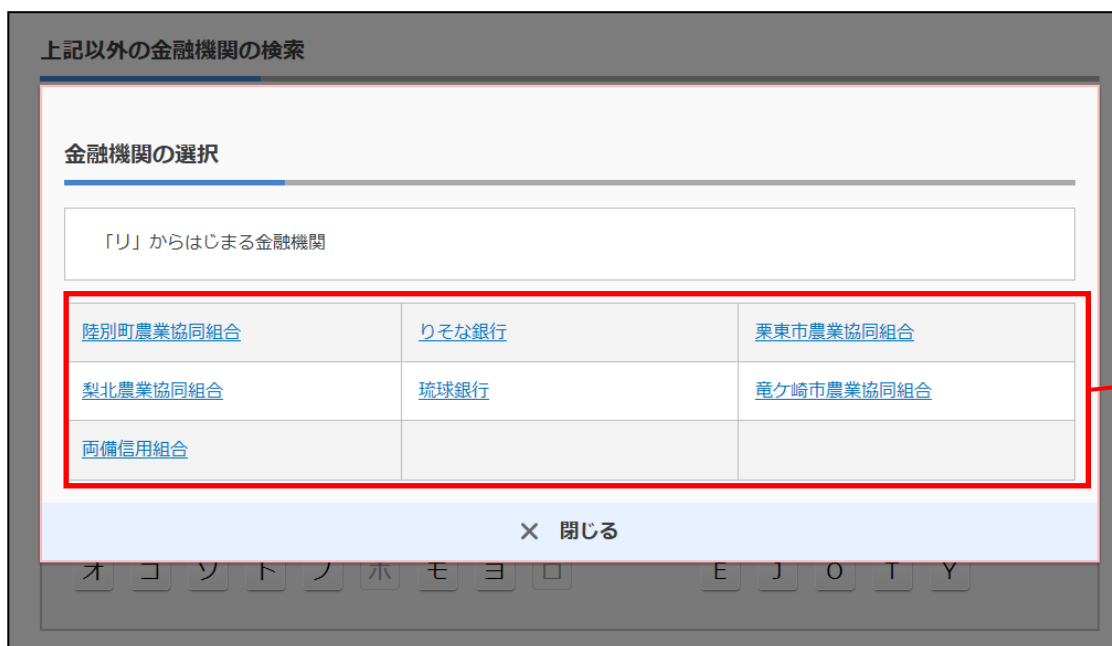 上記以外の金融機関の検索
金融機関の選択
「リ」からはじまる金融機関
陸別町農業協同組合 りそな銀行 栗東市農業協同組合
梨北農業協同組合 琉球銀行 竜ケ崎市農業協同組合
両備信用組合
× 閉じる
オ コ ソ ト ノ ホ モ ヨ ロ E J O T Y